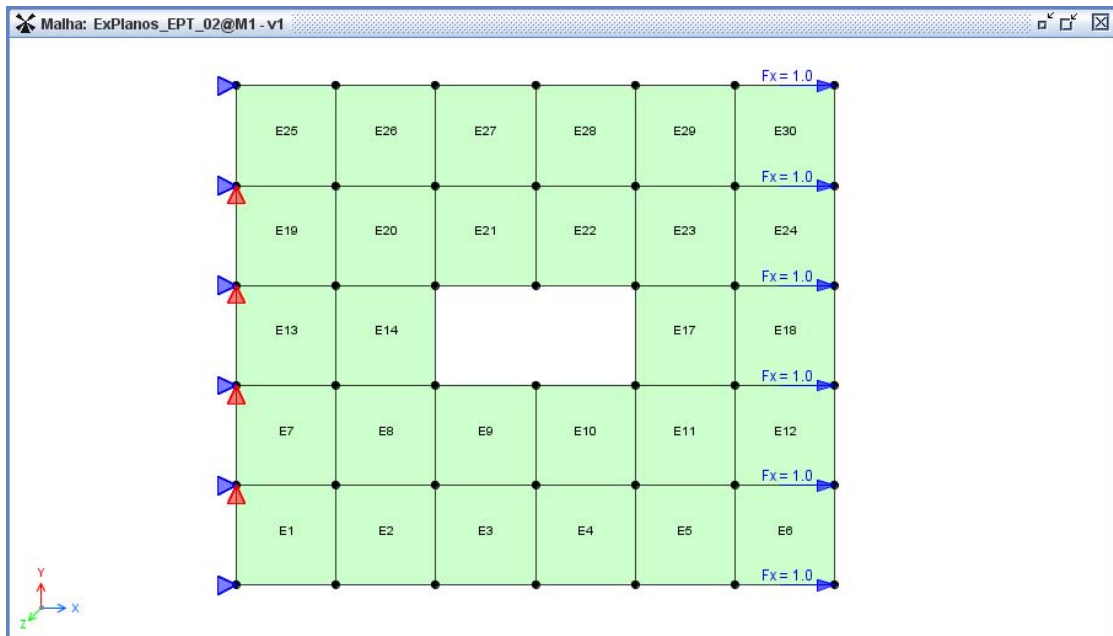 Malha: ExPlanos_EPT_02@M1 - v1
Fx = 1.0
E25 E26 E27 E28 E29 E30
Fx = 1.0
E19 E20 E21 E22 E23 E24
Fx = 1.0
E13 E14 E17 E18
Fx = 1.0
E7 E8 E9 E10 E11 E12
Fx = 1.0
E1 E2 E3 E4 E5 E6
Fx = 1.0
Y
X
Z